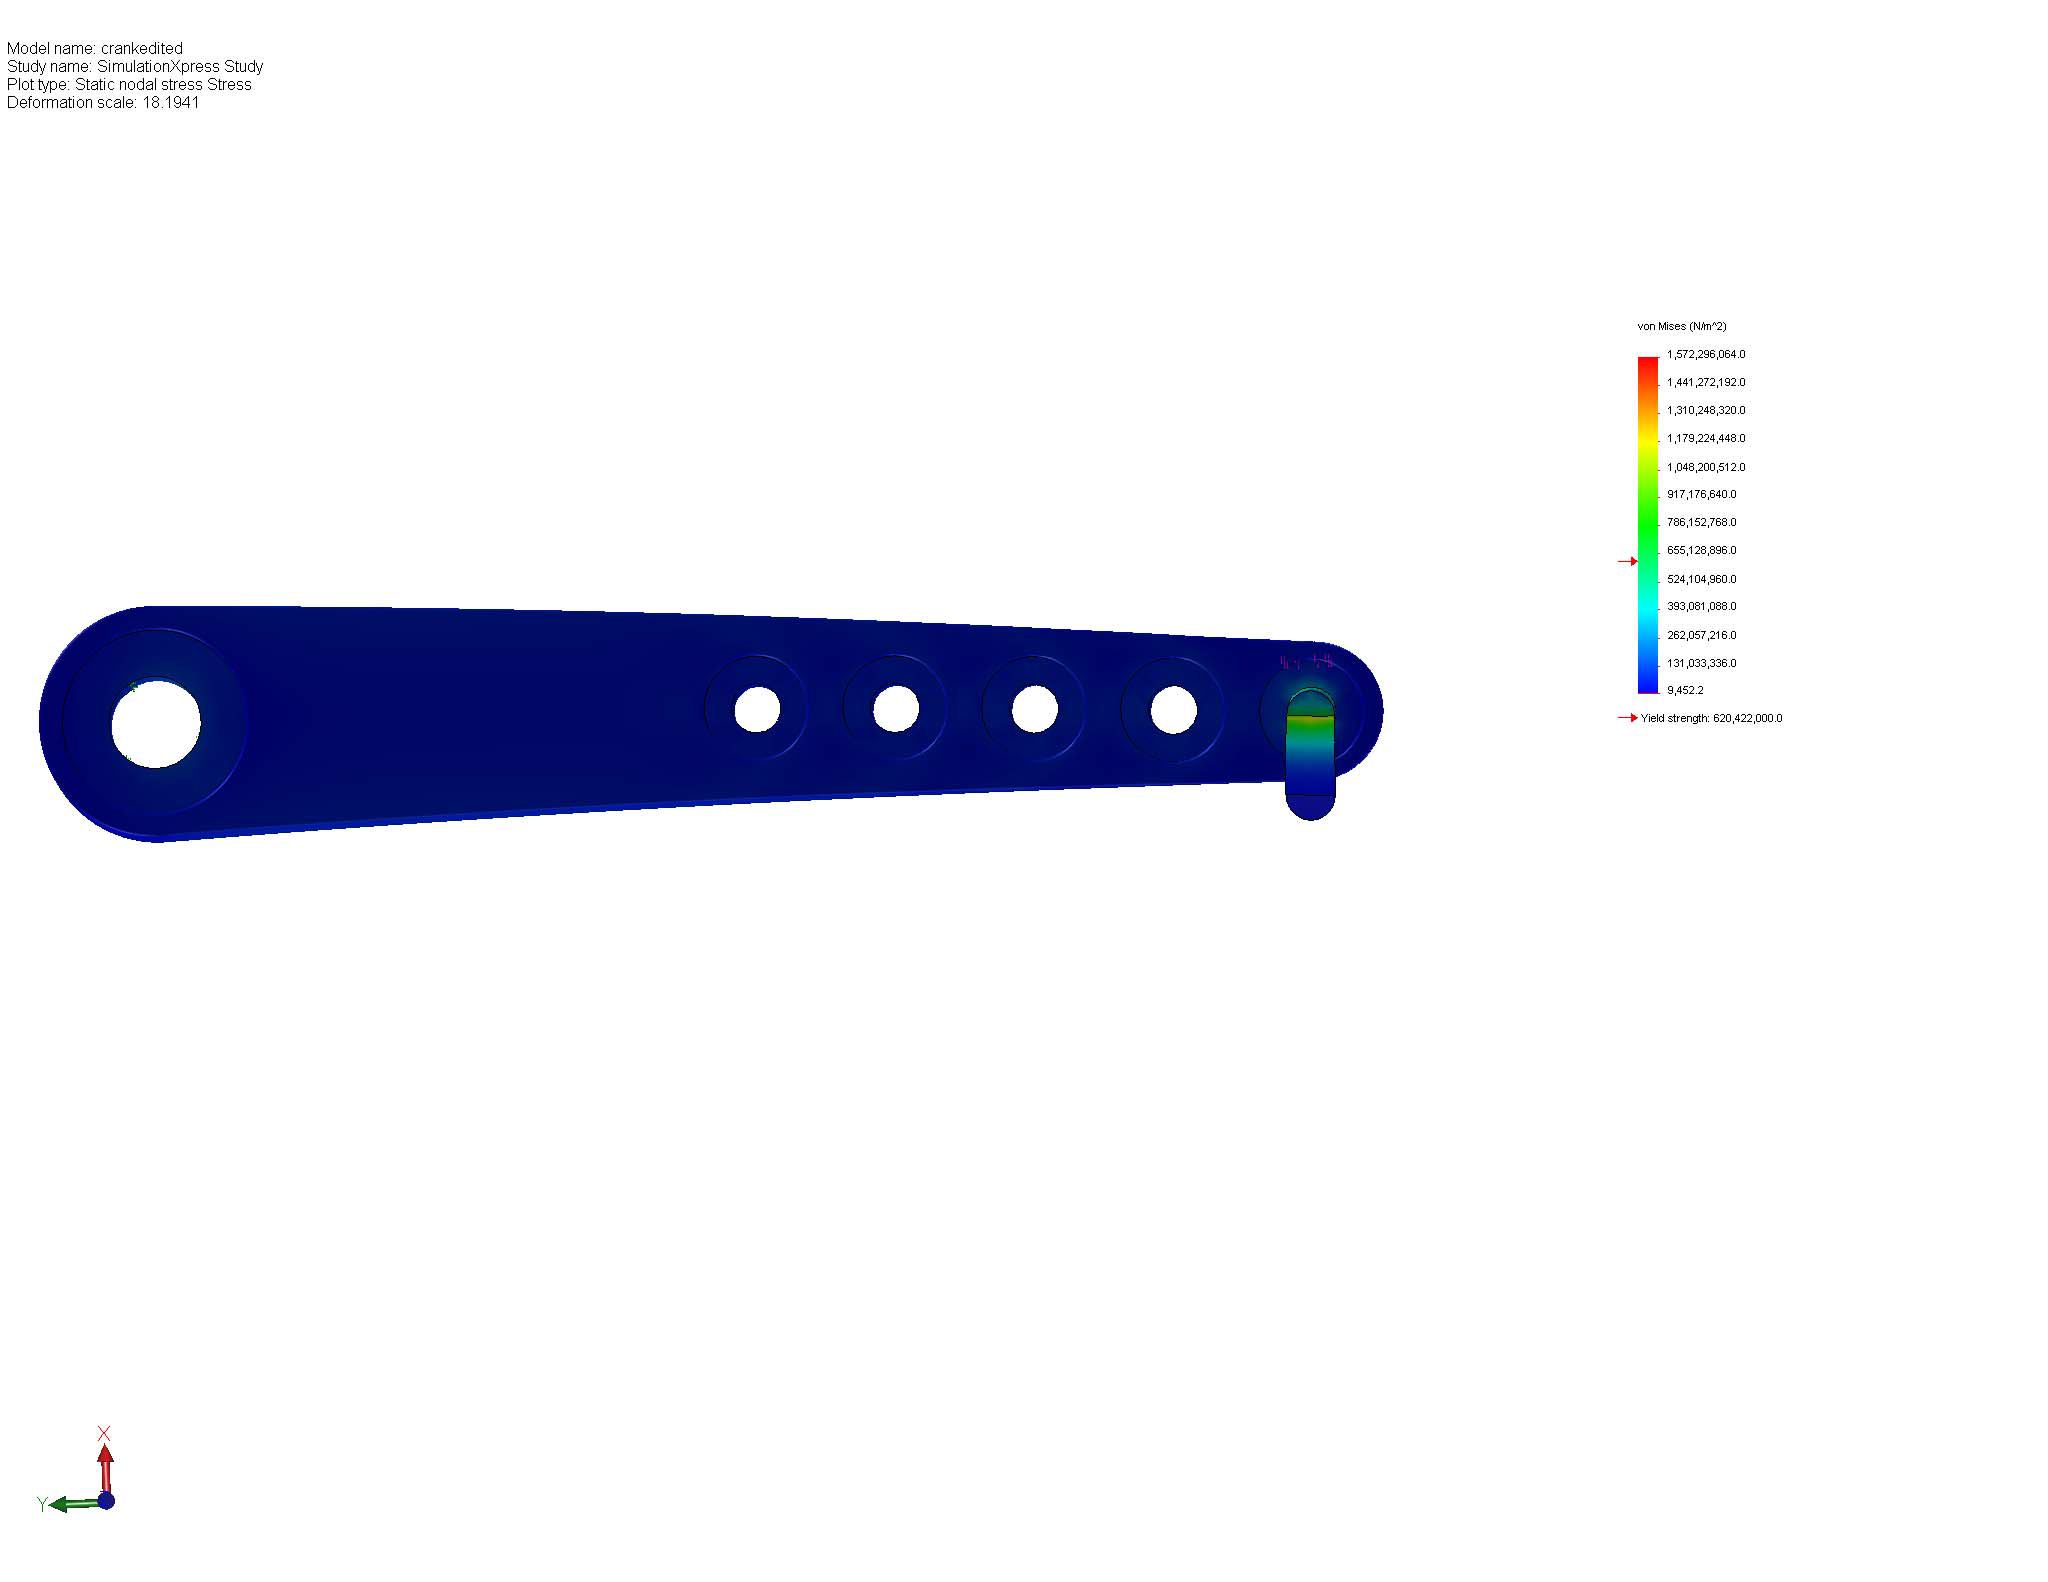 Model name: crankedited
Study name: SimulationXpress Study
Plot type: Static nodal stress Stress
Deformation scale: 18.1941
von Mises (N/m^2)
1,572,296,064.0
1,441,272,192.0
1,310,248,320.0
1,179,224,448.0
1,048,200,512.0
917,176,640.0
786,152,768.0
655,128,896.0
524,104,960.0
393,081,088.0
262,057,216.0
131,033,336.0
9,452.2
Yield strength: 620,422,000.0
X
Y